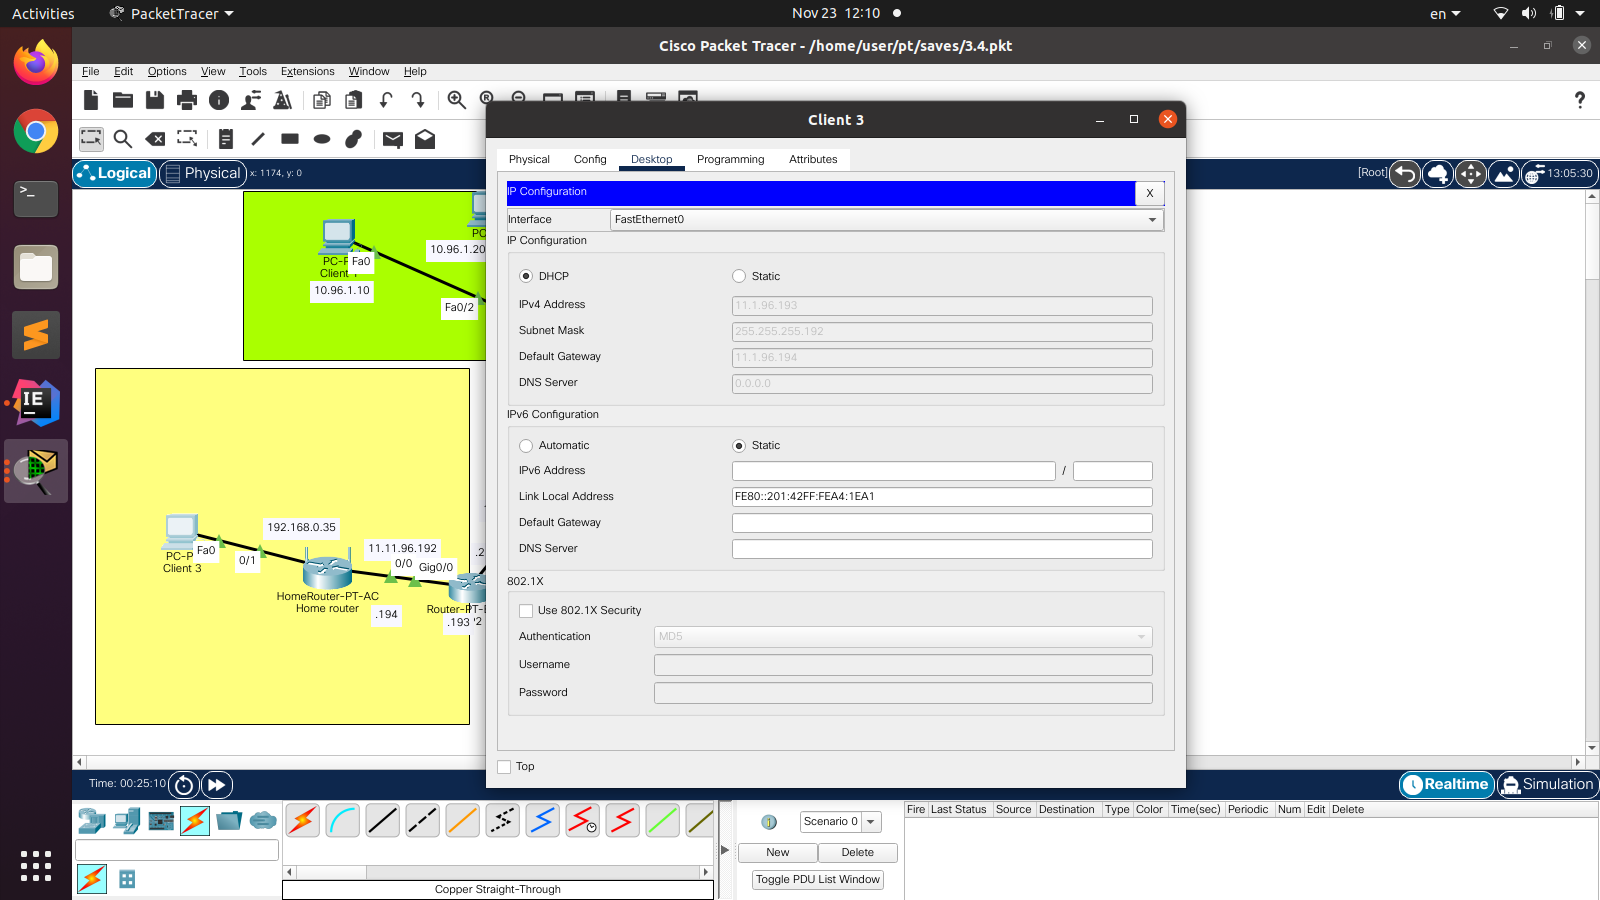 Activities
PacketTracer
Nov 23 12:10
en
Cisco Packet Tracer - /home/user/pt/saves/3.4.pkt
File Edit Options View Tools Extensions Window Help
Client 3
Logical
Physical
x: 1174, y: 0
[Root]
13:05:30
Physical Config Desktop Programming Attributes
IP Configuration
X
Interface
FastEthernet0
IP Configuration
DHCP
Static
IPv4 Address
11.1.96.193
Subnet Mask
255.255.255.192
Default Gateway
11.1.96.194
DNS Server
0.0.0.0
IPv6 Configuration
Automatic
Static
IPv6 Address
/
Link Local Address
FE80::201:42FF:FEA4:1EA1
Default Gateway
DNS Server
802.1X
Use 802.1X Security
Authentication
MD5
Username
Password
Top
PC
10.96.1.20
PC-P
Fa0
Client 1
10.96.1.10
Fa0/2
192.168.0.35
PC-P
Fa0
Client 3
0/1
11.11.96.192
0/0
Gig0/0
.2
HomeRouter-PT-AC
Home router
.194
Router-PT-E
.193
'2
Time: 00:25:10
Realtime
Simulation
Scenario 0
New
Delete
Toggle PDU List Window
Fire Last Status Source Destination Type Color Time(sec) Periodic Num Edit Delete
Copper Straight-Through